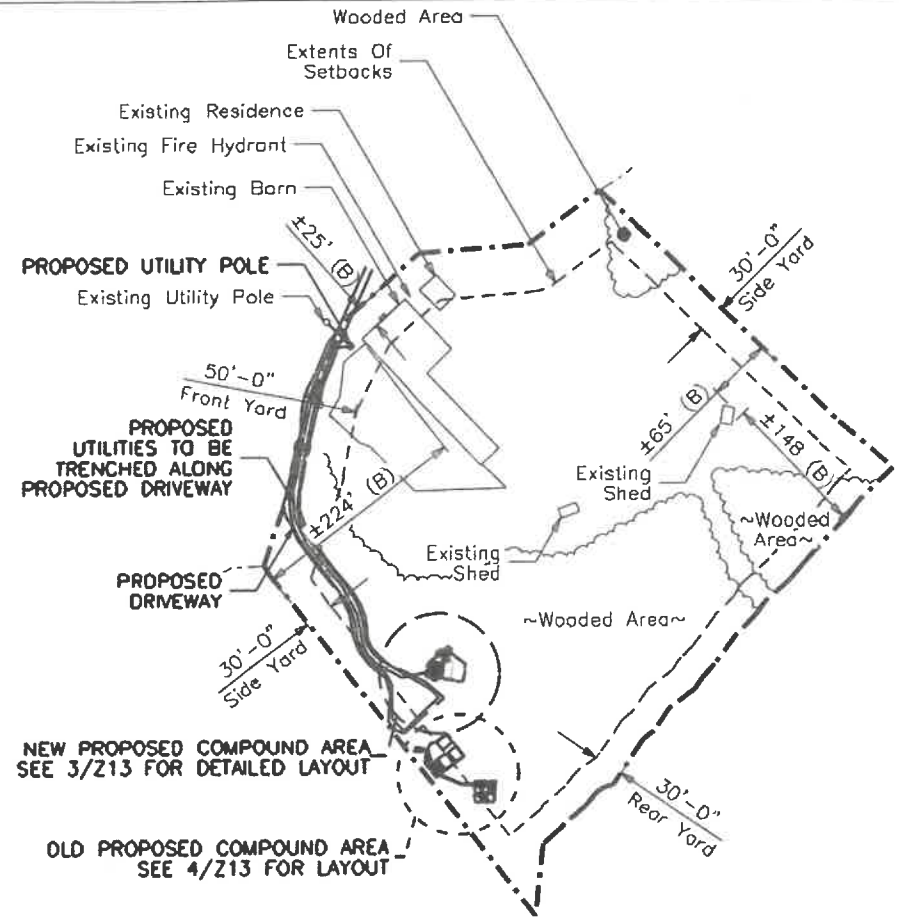 Wooded Area
Extents Of
Setbacks
Existing Residence
Existing Fire Hydrant
Existing Barn
±25' (B)
PROPOSED UTILITY POLE
Existing Utility Pole
30'-0"
Side Yard
50'-0"
Front Yard
PROPOSED
UTILITIES TO BE
TRENCHED ALONG
PROPOSED DRIVEWAY
±65' (B)
±148 (B)
Existing
Shed
±224' (B)
~Wooded
Area~
Existing
Shed
PROPOSED
DRIVEWAY
~Wooded Area~
30'-0"
Side Yard
NEW PROPOSED COMPOUND AREA
SEE 3/Z13 FOR DETAILED LAYOUT
30'-0"
Rear Yard
OLD PROPOSED COMPOUND AREA
SEE 4/Z13 FOR LAYOUT